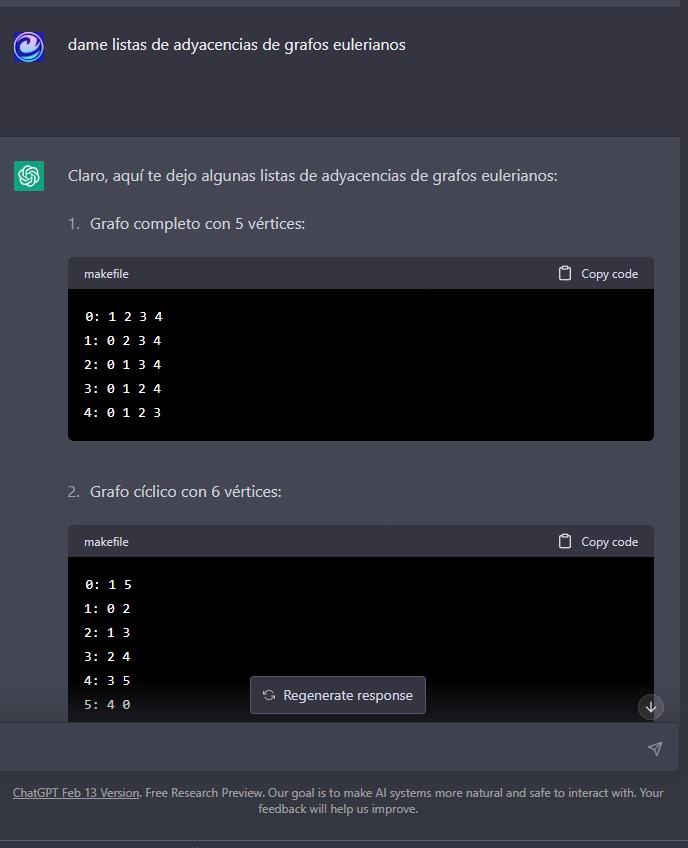 dame listas de adyacencias de grafos eulerianos
Claro, aquí te dejo algunas listas de adyacencias de grafos eulerianos:
1. Grafo completo con 5 vértices:
makefile Copy code
0: 1 2 3 4
1: 0 2 3 4
2: 0 1 3 4
3: 0 1 2 4
4: 0 1 2 3
2. Grafo cíclico con 6 vértices:
makefile Copy code
0: 1 5
1: 0 2
2: 1 3
3: 2 4
4: 3 5
Regenerate response
5: 4 0
ChatGPT Feb 13 Version. Free Research Preview. Our goal is to make AI systems more natural and safe to interact with. Your
feedback will help us improve.